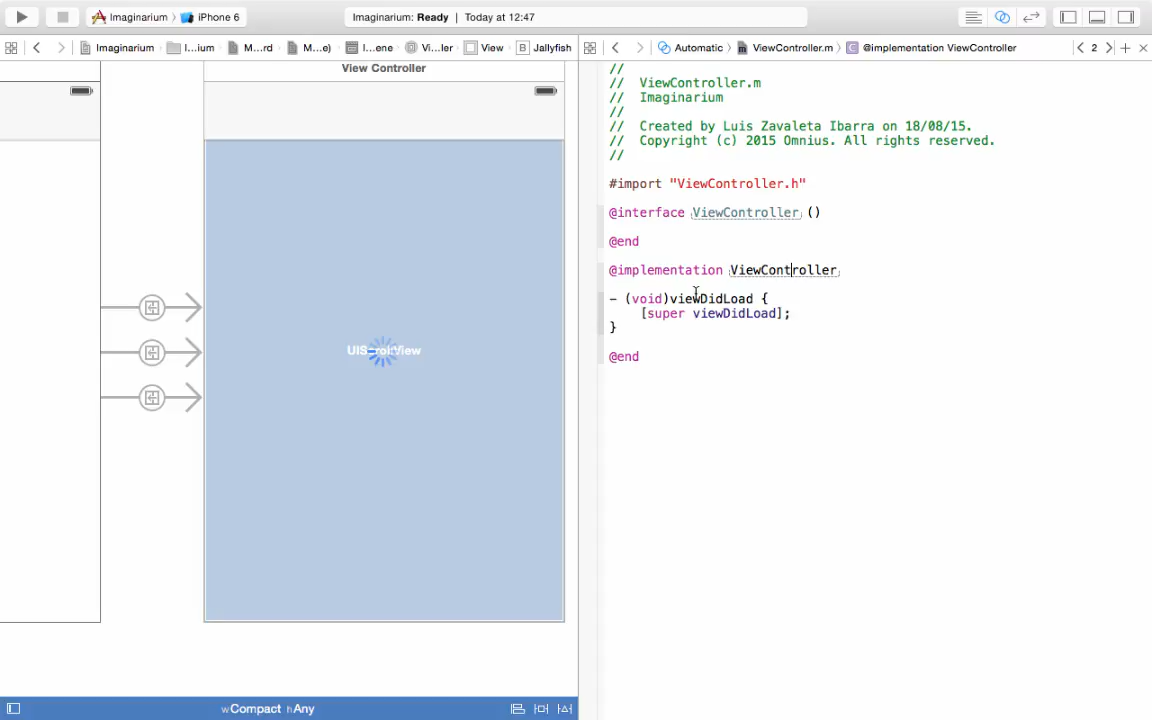 Imaginarium
iPhone 6
Imaginarium: Ready | Today at 12:47
Imaginarium
I...ium
M...rd
M...e)
I...ene
Vi...ler
View
B Jallyfish
Automatic
ViewController.m
C @implementation ViewController
2
View Controller
UIScrollView
//
// ViewController.m
// Imaginarium
//
// Created by Luis Zavaleta Ibarra on 18/08/15.
// Copyright (c) 2015 Omnius. All rights reserved.
//
#import "ViewController.h"
@interface ViewController ()
@end
@implementation ViewController
- (void)viewDidLoad {
[super viewDidLoad];
}
@end
wCompact hAny